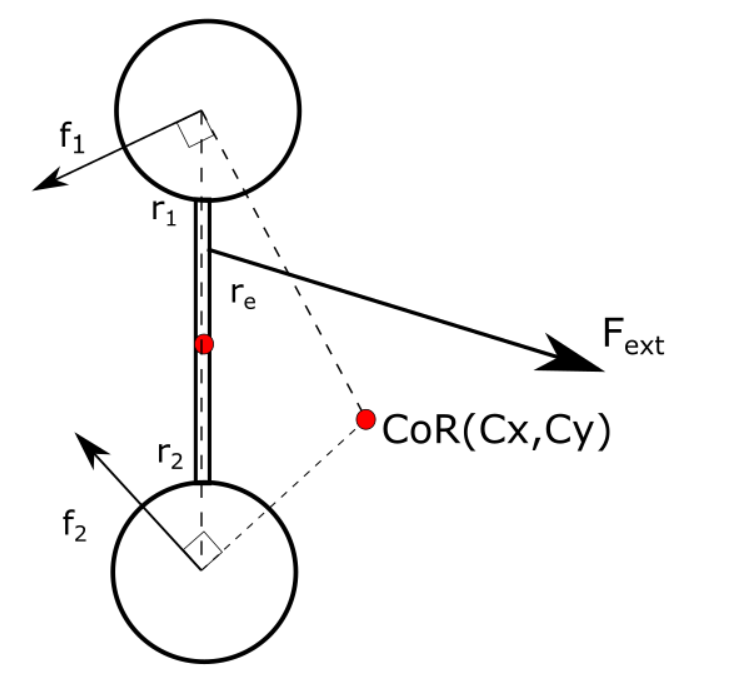 f₁
r₁
rₑ
Fₑₓₜ
CoR(Cx,Cy)
r₂
f₂